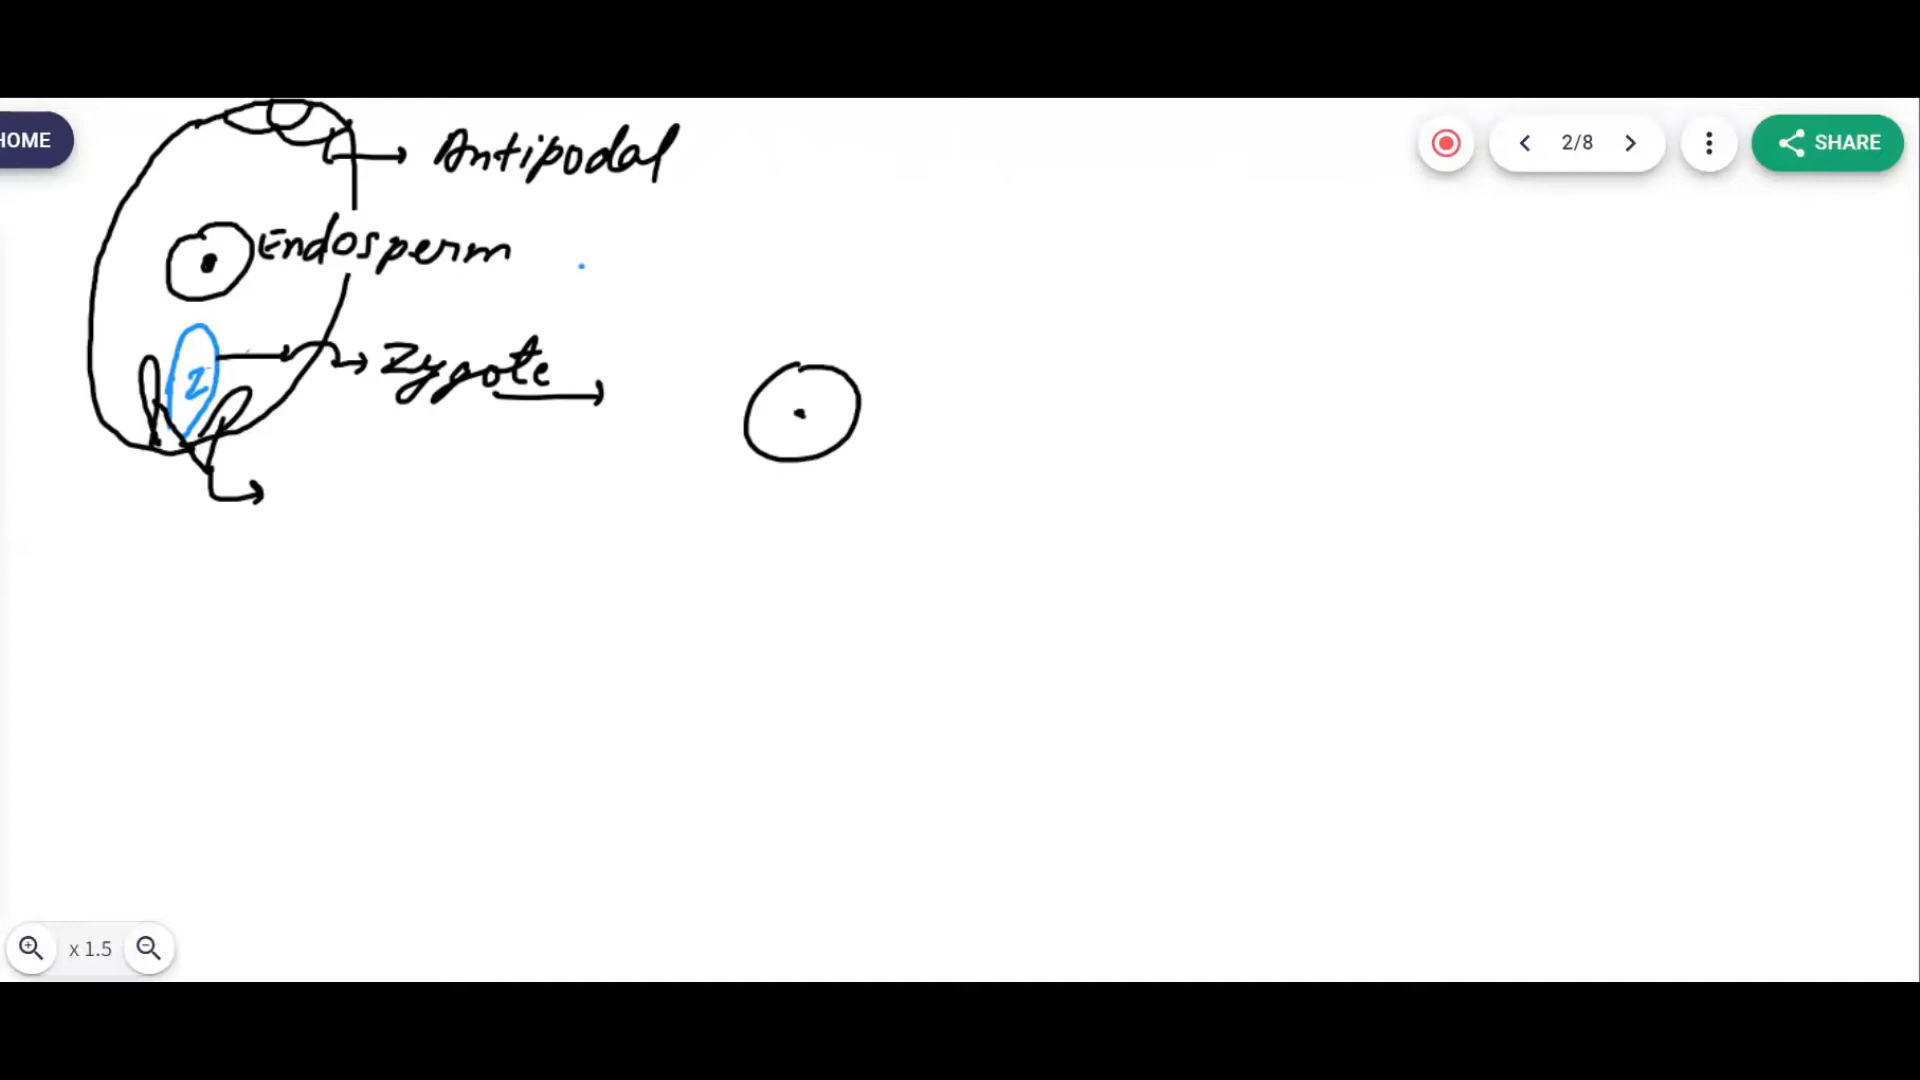 HOME
Antipodal
2/8
SHARE
Endosperm
Zygote
Z
x 1.5